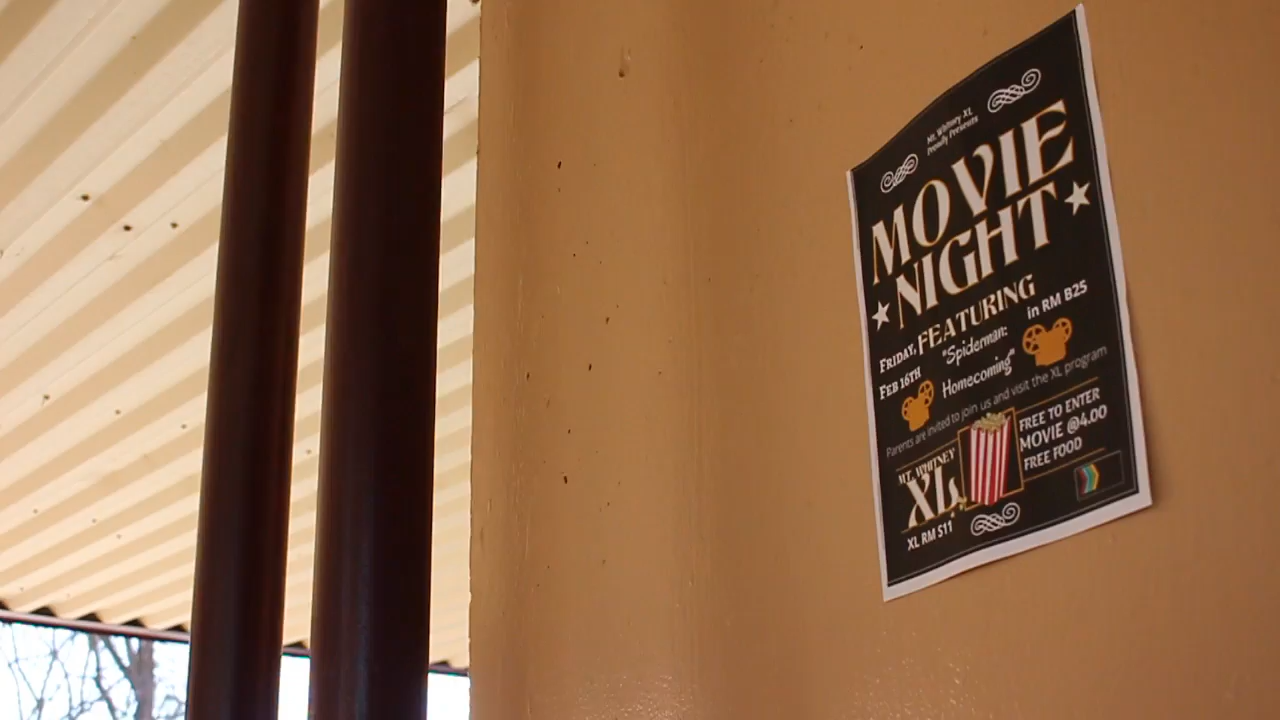 Mt. Whitney XL
Proudly Presents
MOVIE
NIGHT
FEATURING
FRIDAY,
FEB 16TH
"Spiderman:
Homecoming"
in RM B25
Parents are invited to join us and visit the XL program
MT. WHITNEY
XL
XL RM S11
FREE TO ENTER
MOVIE @4.00
FREE FOOD